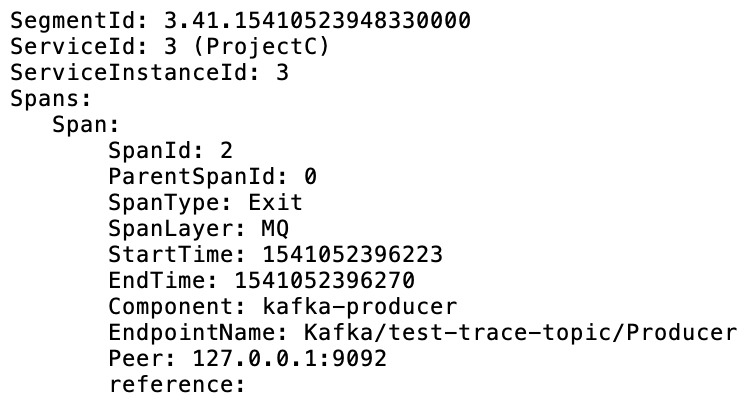 SegmentId: 3.41.15410523948330000
ServiceId: 3 (ProjectC)
ServiceInstanceId: 3
Spans:
Span:
SpanId: 2
ParentSpanId: 0
SpanType: Exit
SpanLayer: MQ
StartTime: 1541052396223
EndTime: 1541052396270
Component: kafka-producer
EndpointName: Kafka/test-trace-topic/Producer
Peer: 127.0.0.1:9092
reference: